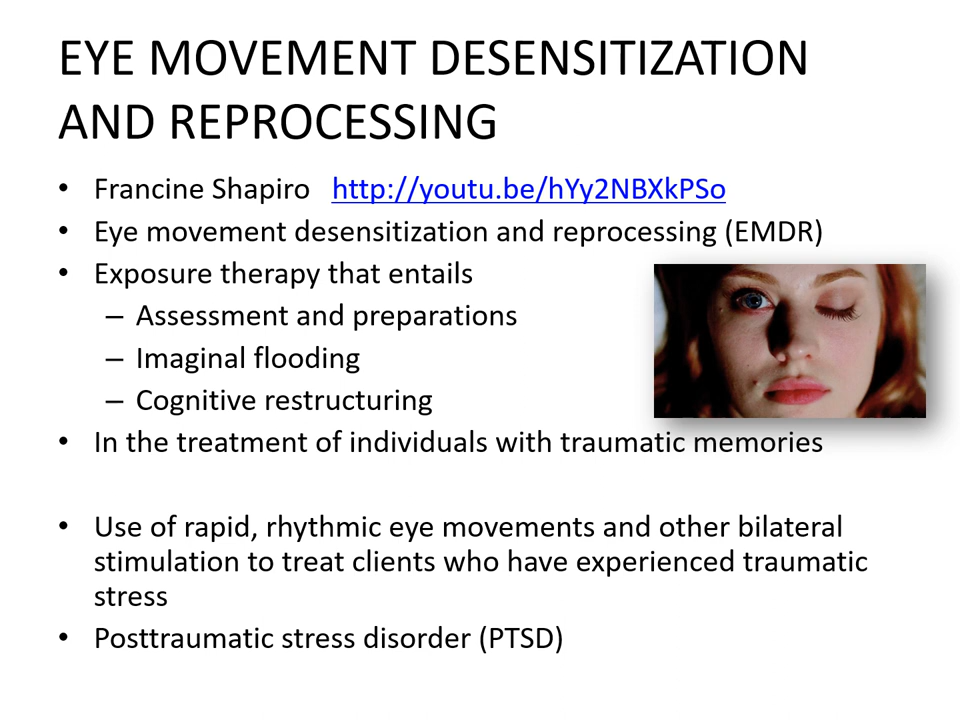 EYE MOVEMENT DESENSITIZATION
AND REPROCESSING
• Francine Shapiro http://youtu.be/hYy2NBXkPSo
• Eye movement desensitization and reprocessing (EMDR)
• Exposure therapy that entails
– Assessment and preparations
– Imaginal flooding
– Cognitive restructuring
• In the treatment of individuals with traumatic memories
• Use of rapid, rhythmic eye movements and other bilateral
stimulation to treat clients who have experienced traumatic
stress
• Posttraumatic stress disorder (PTSD)